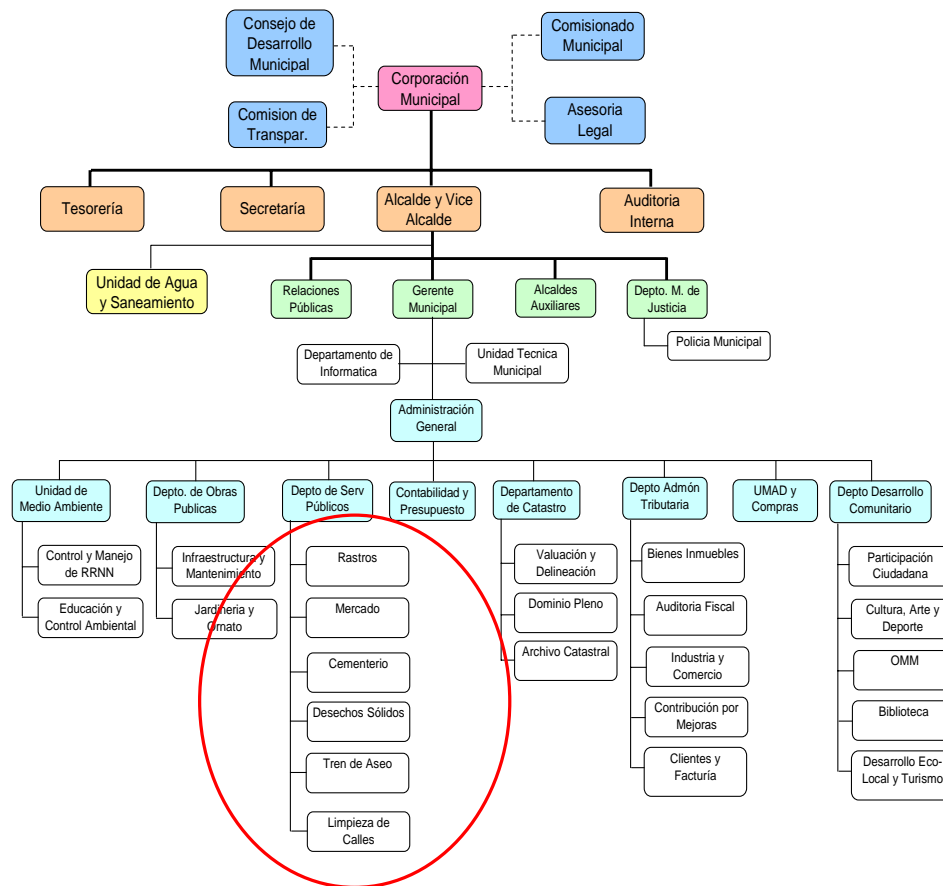 Consejo de
Desarrollo
Municipal
Comisionado
Municipal
Corporación
Municipal
Comision de
Transpar.
Asesoria
Legal
Tesorería
Secretaría
Alcalde y Vice
Alcalde
Auditoria
Interna
Unidad de Agua
y Saneamiento
Relaciones
Públicas
Gerente
Municipal
Alcaldes
Auxiliares
Depto. M. de
Justicia
Policia Municipal
Departamento de
Informatica
Unidad Tecnica
Municipal
Administración
General
Unidad de
Medio Ambiente
Depto. de Obras
Publicas
Depto de Serv
Públicos
Contabilidad y
Presupuesto
Departamento
de Catastro
Depto Admón
Tributaria
UMAD y
Compras
Depto Desarrollo
Comunitario
Control y Manejo
de RRNN
Educación y
Control Ambiental
Infraestructura y
Mantenimiento
Jardineria y
Ornato
Rastros
Mercado
Cementerio
Desechos Sólidos
Tren de Aseo
Limpieza de
Calles
Valuación y
Delineación
Dominio Pleno
Archivo Catastral
Bienes Inmuebles
Auditoria Fiscal
Industria y
Comercio
Contribución por
Mejoras
Clientes y
Facturía
Participación
Ciudadana
Cultura, Arte y
Deporte
OMM
Biblioteca
Desarrollo Eco-
Local y Turismo